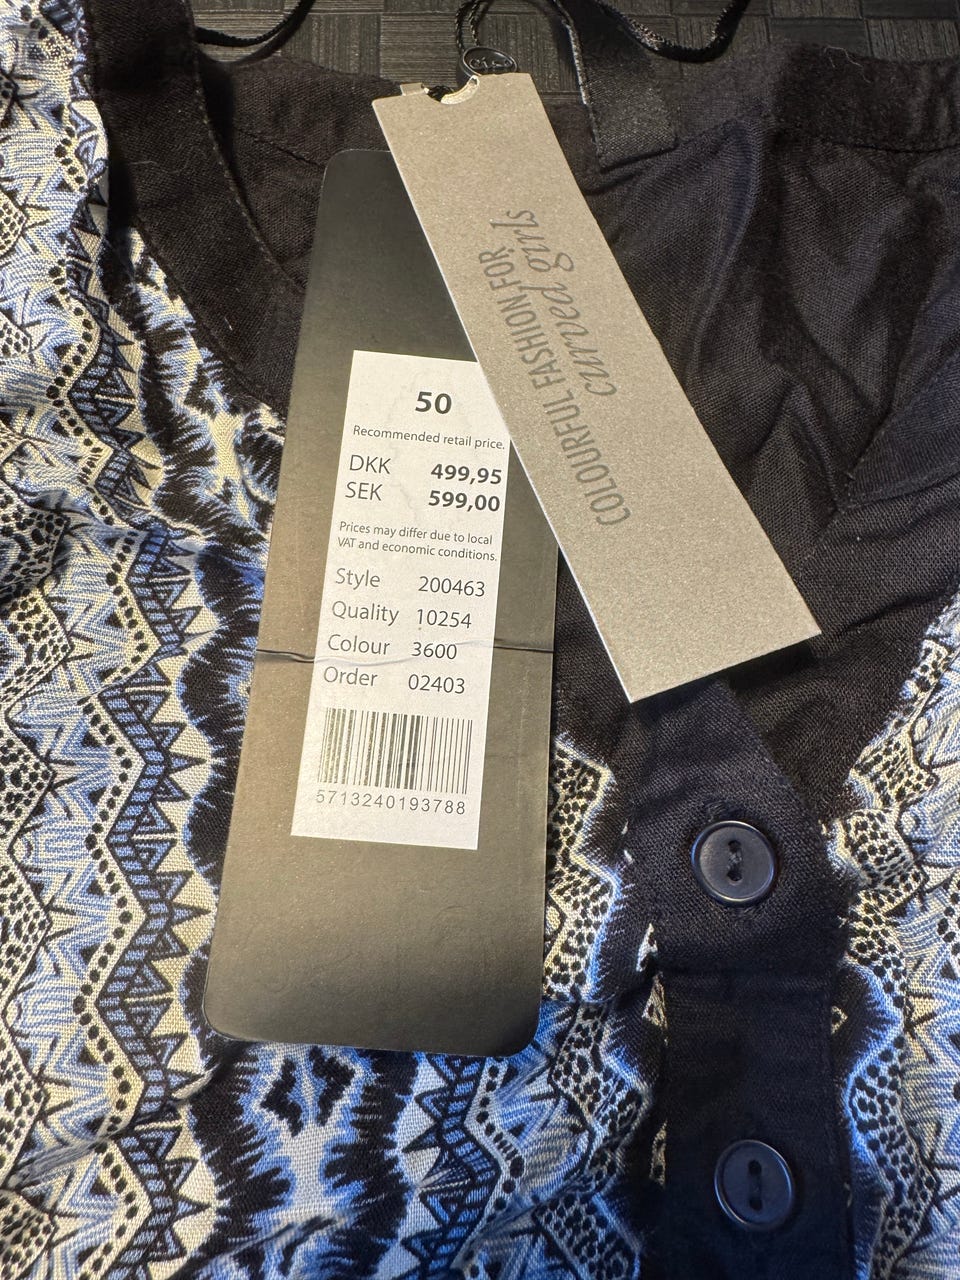 50
Recommended retail price.
DKK 499,95
SEK 599,00
Prices may differ due to local
VAT and economic conditions.
Style 200463
Quality 10254
Colour 3600
Order 02403
5713240193788
COLOURFUL FASHION FOR
curved girls